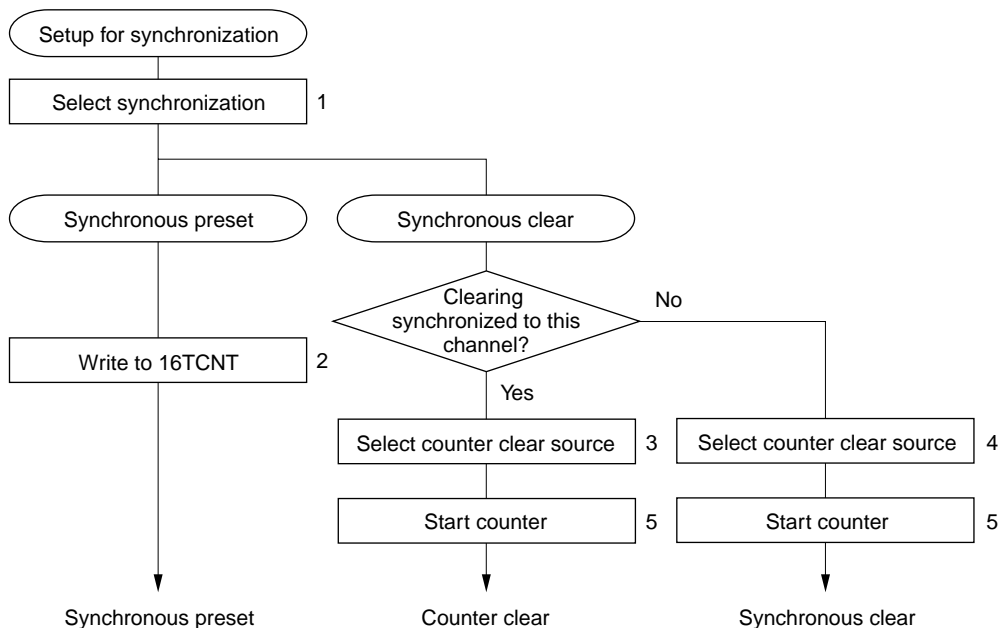 Setup for synchronization
Select synchronization 1
Synchronous preset
Synchronous clear
Clearing
synchronized to this
channel?
No
Write to 16TCNT 2
Yes
Select counter clear source 3
Select counter clear source 4
Start counter 5
Start counter 5
Synchronous preset
Counter clear
Synchronous clear